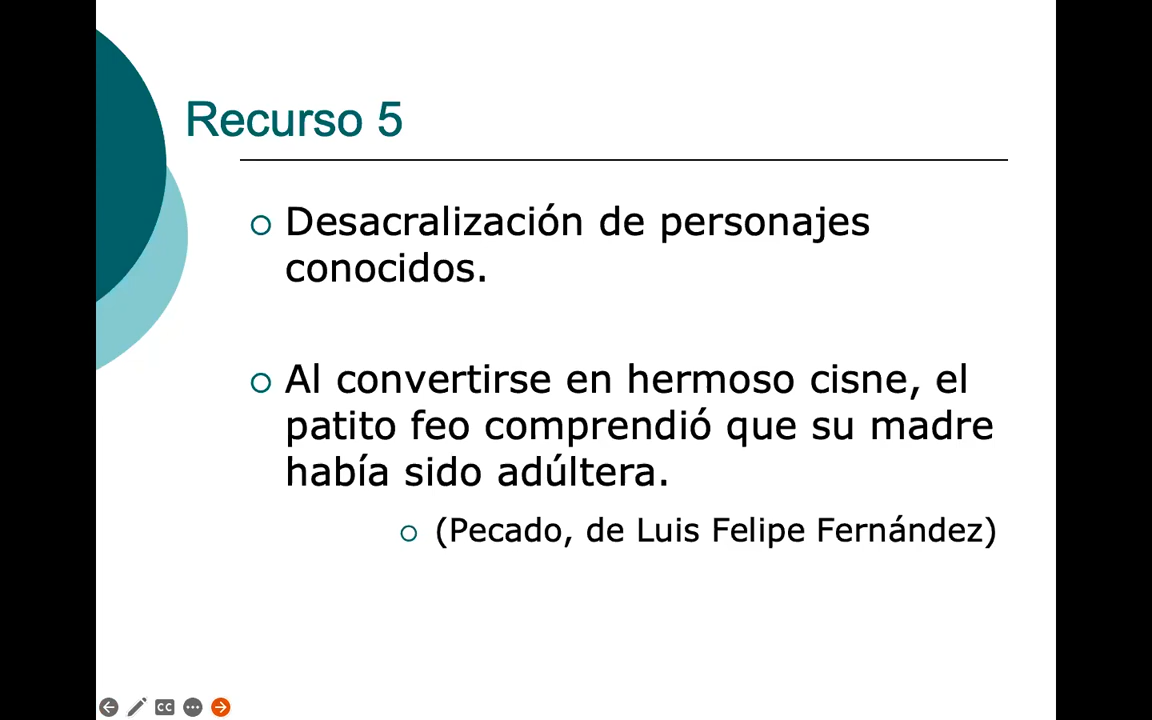 Recurso 5
Desacralización de personajes
conocidos.
Al convertirse en hermoso cisne, el
patito feo comprendió que su madre
había sido adúltera.
(Pecado, de Luis Felipe Fernández)
CC